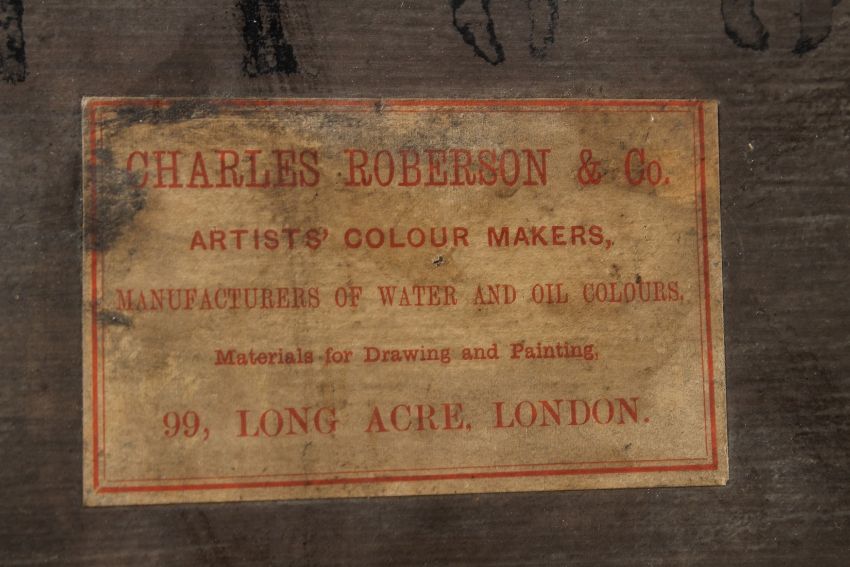 CHARLES ROBERSON & Co.
ARTISTS' COLOUR MAKERS,
MANUFACTURERS OF WATER AND OIL COLOURS.
Materials for Drawing and Painting,
99, LONG ACRE, LONDON.